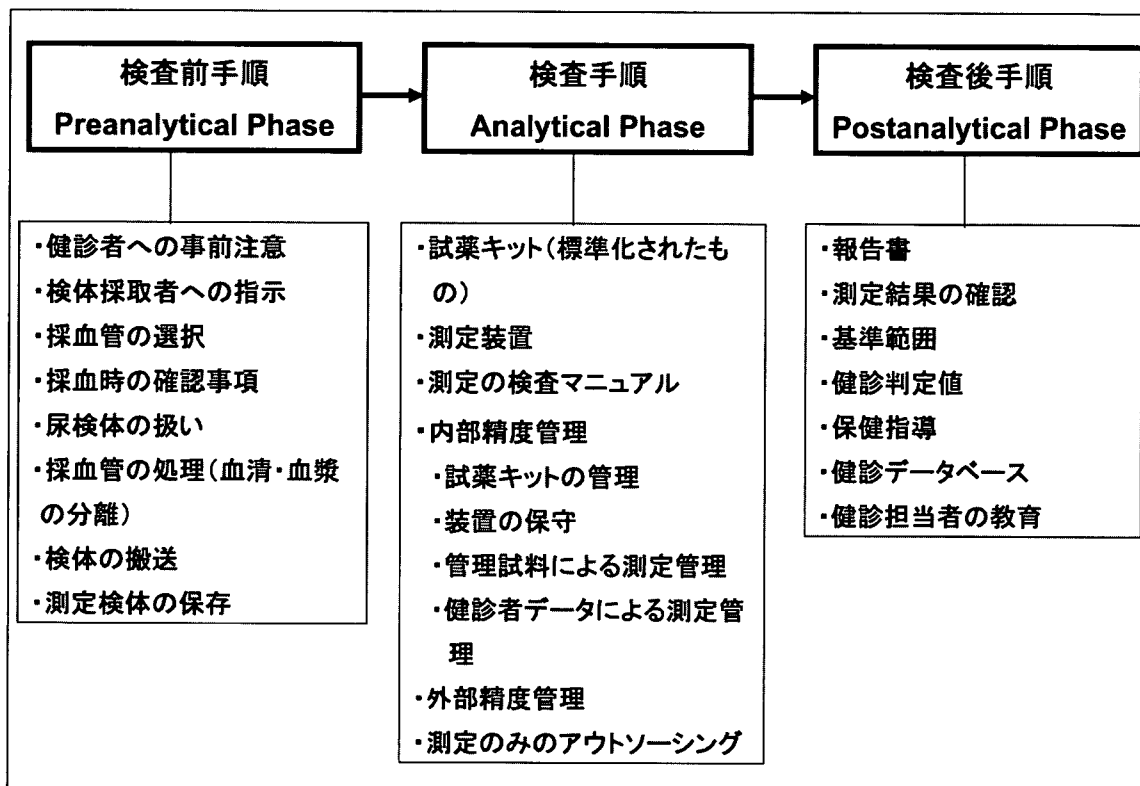 検査前手順
Preanalytical Phase
検査手順
Analytical Phase
検査後手順
Postanalytical Phase
・健診者への事前注意
・検体採取者への指示
・採血管の選択
・採血時の確認事項
・尿検体の扱い
・採血管の処理（血清・血漿
の分離）
・検体の搬送
・測定検体の保存
・試薬キット（標準化されたも
の）
・測定装置
・測定の検査マニュアル
・内部精度管理
・試薬キットの管理
・装置の保守
・管理試料による測定管理
・健診者データによる測定管
理
・外部精度管理
・測定のみのアウトソーシング
・報告書
・測定結果の確認
・基準範囲
・健診判定値
・保健指導
・健診データベース
・健診担当者の教育